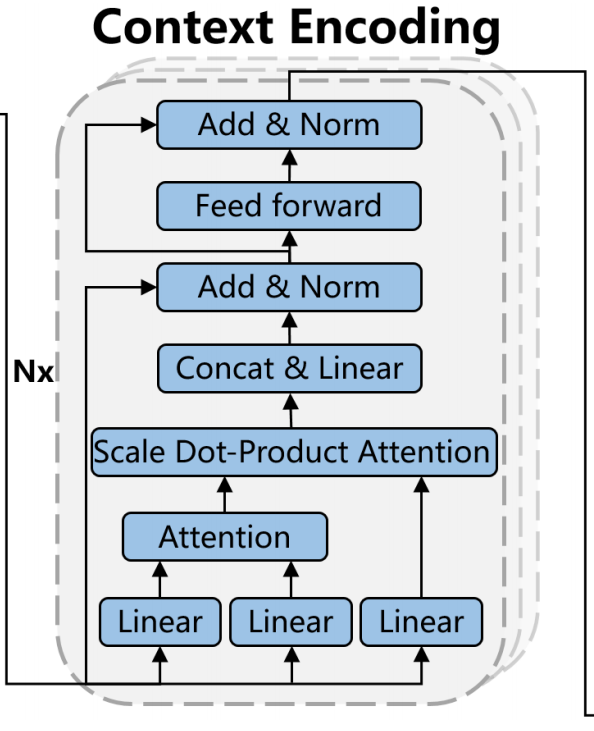 Context Encoding
Add & Norm
Feed forward
Add & Norm
Nx
Concat & Linear
Scale Dot-Product Attention
Attention
Linear
Linear
Linear